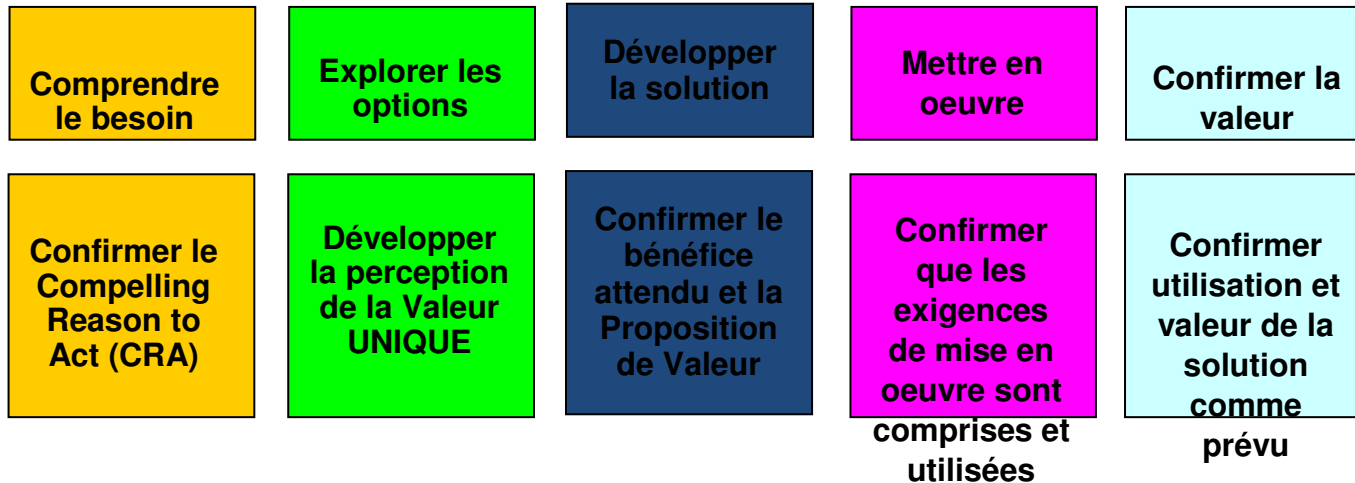 Comprendre
le besoin
Explorer les
options
Développer
la solution
Mettre en
oeuvre
Confirmer la
valeur
Confirmer le
Compelling
Reason to
Act (CRA)
Développer
la perception
de la Valeur
UNIQUE
Confirmer le
bénéfice
attendu et la
Proposition
de Valeur
Confirmer
que les
exigences
de mise en
oeuvre sont
comprises et
utilisées
Confirmer
utilisation et
valeur de la
solution
comme
prévu